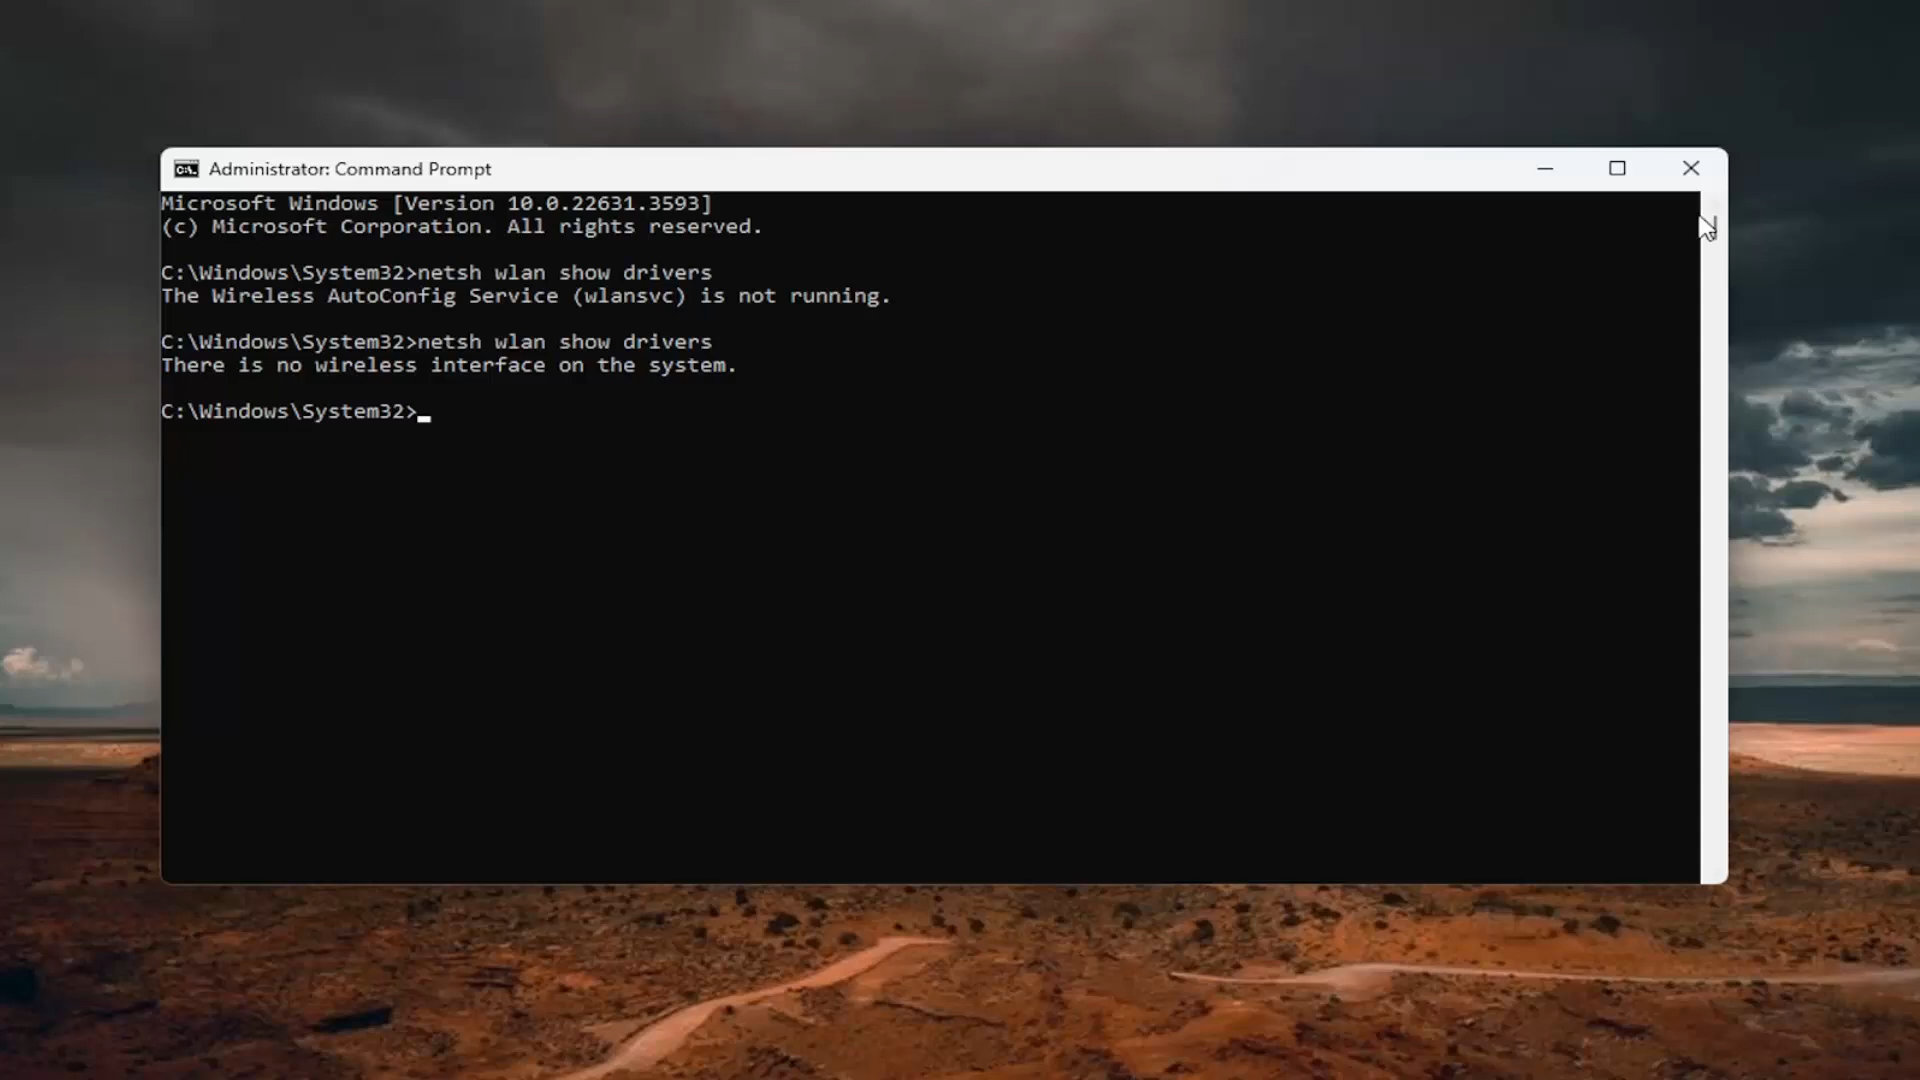 Administrator: Command Prompt
Microsoft Windows [Version 10.0.22631.3593]
(c) Microsoft Corporation. All rights reserved.
C:\Windows\System32>netsh wlan show drivers
The Wireless AutoConfig Service (wlansvc) is not running.
C:\Windows\System32>netsh wlan show drivers
There is no wireless interface on the system.
C:\Windows\System32>